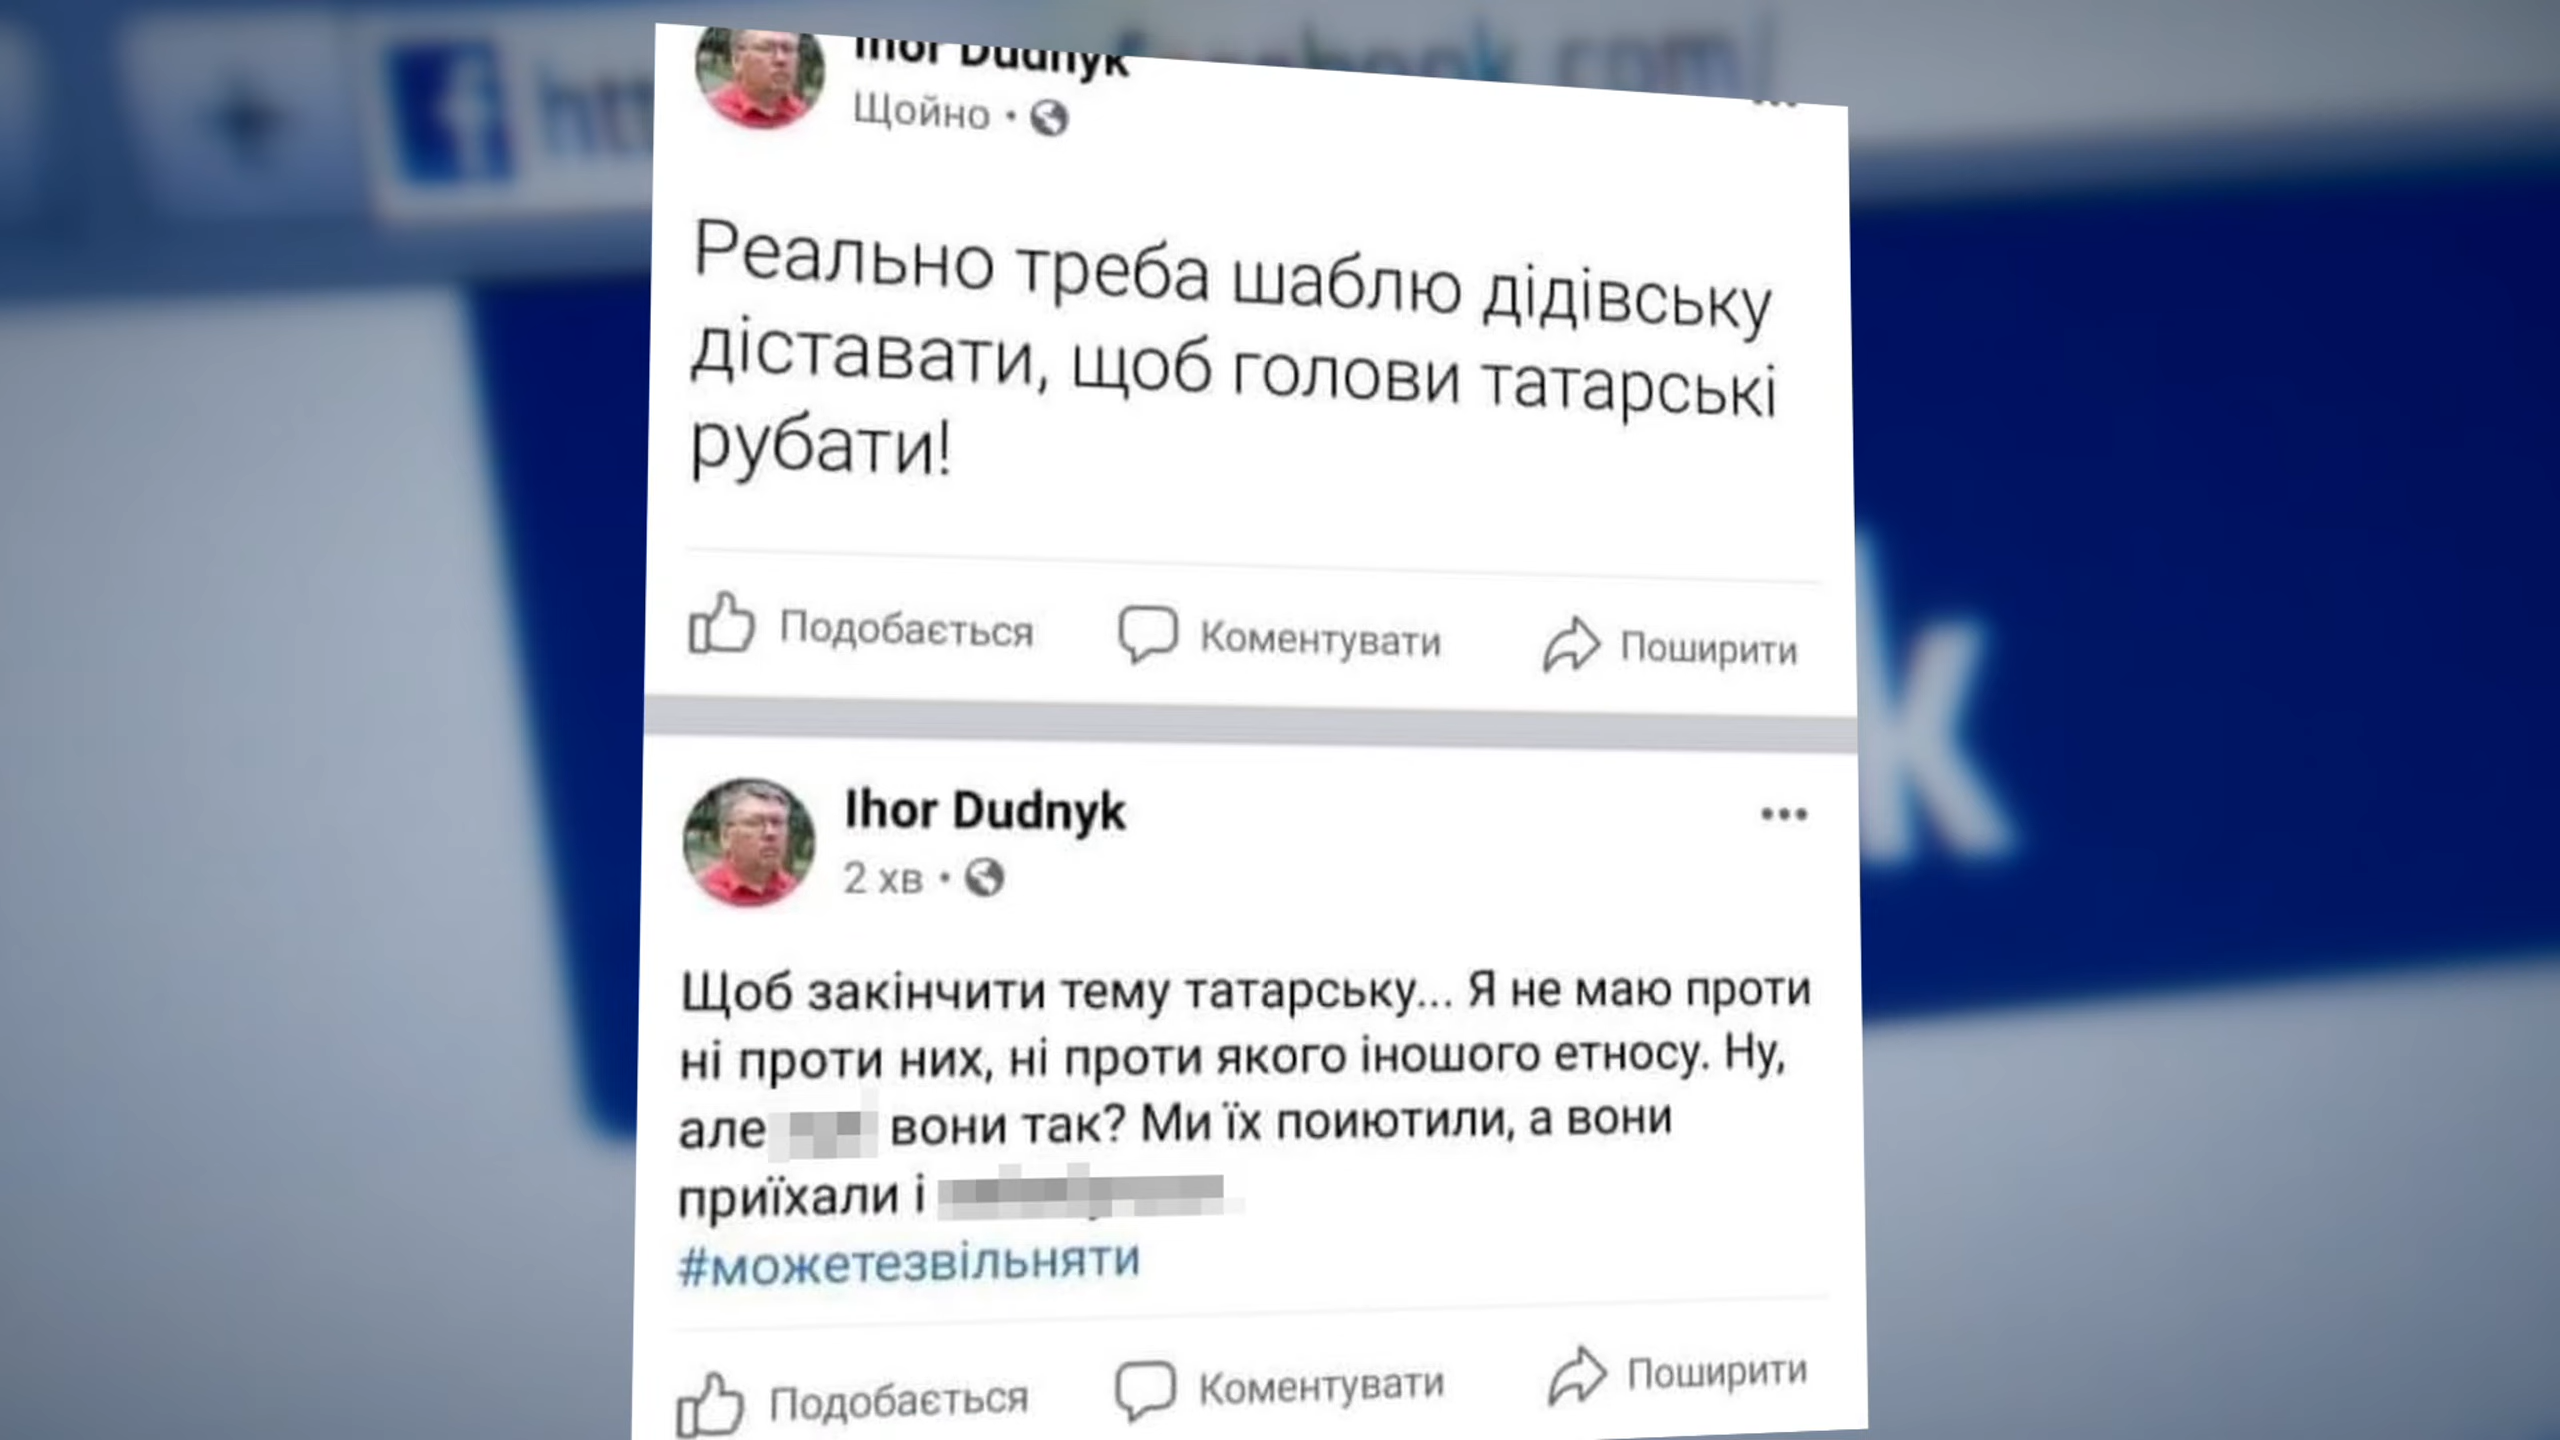 Ihor Dudnyk
Щойно
Реально треба шаблю дідівську
діставати, щоб голови татарські
рубати!
Подобається Коментувати Поширити
Ihor Dudnyk
2 хв
Щоб закінчити тему татарську... Я не маю проти
ні проти них, ні проти якого іношого етносу. Ну,
але вони так? Ми їх поиютили, а вони
приїхали і
#можетезвільняти
Подобається Коментувати Поширити